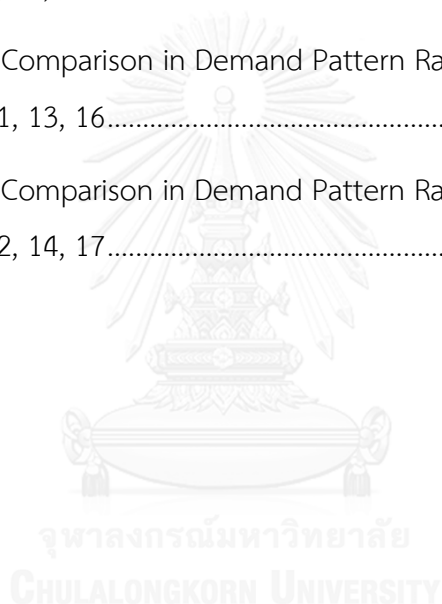 Comparison in Demand Pattern Ra
1, 13, 16
Comparison in Demand Pattern Ra
2, 14, 17
จุฬาลงกรณ์มหาวิทยาลัย
CHULALONGKORN UNIVERSITY